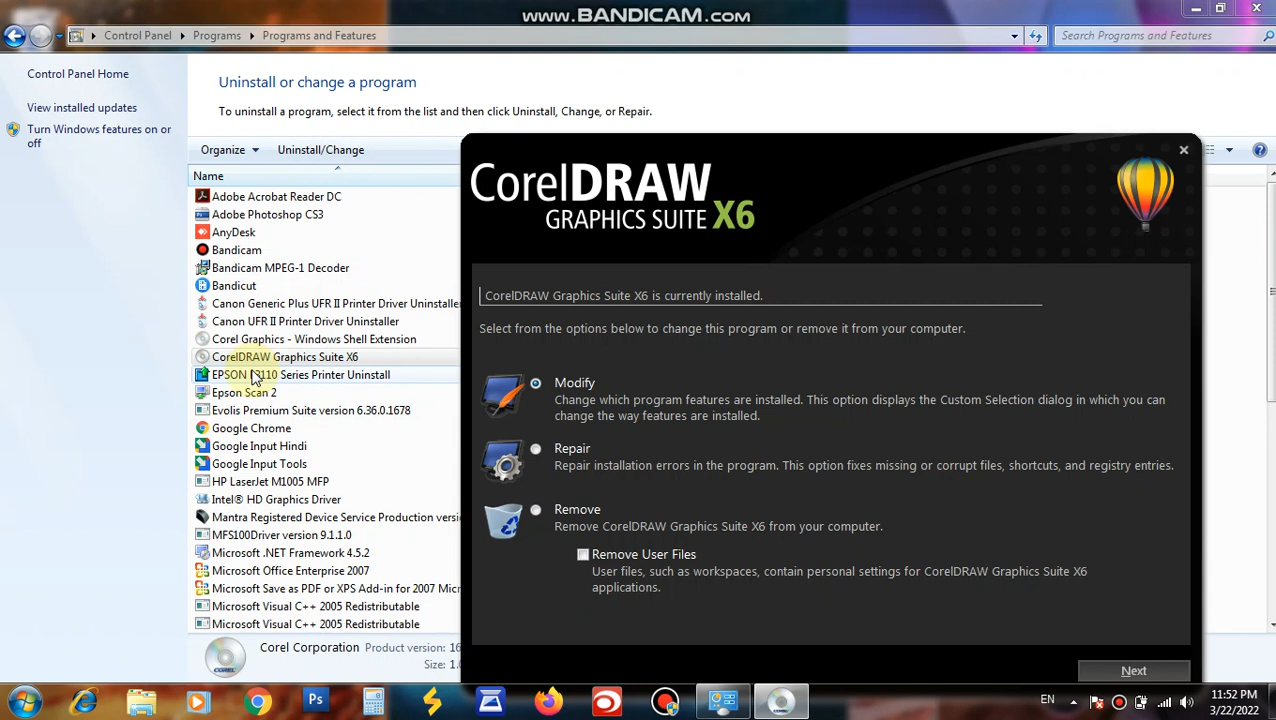 www.BANDICAM.com
Control Panel
Programs
Programs and Features
Search Programs and Features
Control Panel Home
View installed updates
Turn Windows features on or
off
Uninstall or change a program
To uninstall a program, select it from the list and then click Uninstall, Change, or Repair.
Organize
Uninstall/Change
Name
Adobe Acrobat Reader DC
Adobe Photoshop CS3
AnyDesk
Bandicam
Bandicam MPEG-1 Decoder
Bandicut
Canon Generic Plus UFR II Printer Driver Uninstaller
Canon UFR II Printer Driver Uninstaller
Corel Graphics - Windows Shell Extension
CorelDRAW Graphics Suite X6
EPSON Series Printer Uninstall
Epson Scan 2
Evolis Premium Suite version 6.36.0.1678
Google Chrome
Google Input Hindi
Google Input Tools
HP LaserJet M1005 MFP
Intel® HD Graphics Driver
Mantra Registered Device Service Production
MFS100Driver version 9.1.1.0
Microsoft .NET Framework 4.5.2
Microsoft Office Enterprise 2007
Microsoft Save as PDF or XPS Add-in for 2007
Microsoft Visual C++ 2005 Redistributable
Microsoft Visual C++ 2005 Redistributable
Corel Corporation Product version:
Size:
CorelDRAW
GRAPHICS SUITE X6
CorelDRAW Graphics Suite X6 is currently installed.
Select from the options below to change this program or remove it from your computer.
Modify
Change which program features are installed. This option displays the Custom Selection dialog in which you can
change the way features are installed.
Repair
Repair installation errors in the program. This option fixes missing or corrupt files, shortcuts, and registry entries.
Remove
Remove CorelDRAW Graphics Suite X6 from your computer.
Remove User Files
User files, such as workspaces, contain personal settings for CorelDRAW Graphics Suite X6
applications.
Next
COREL
Ps
EN
11:52 PM
3/22/2022